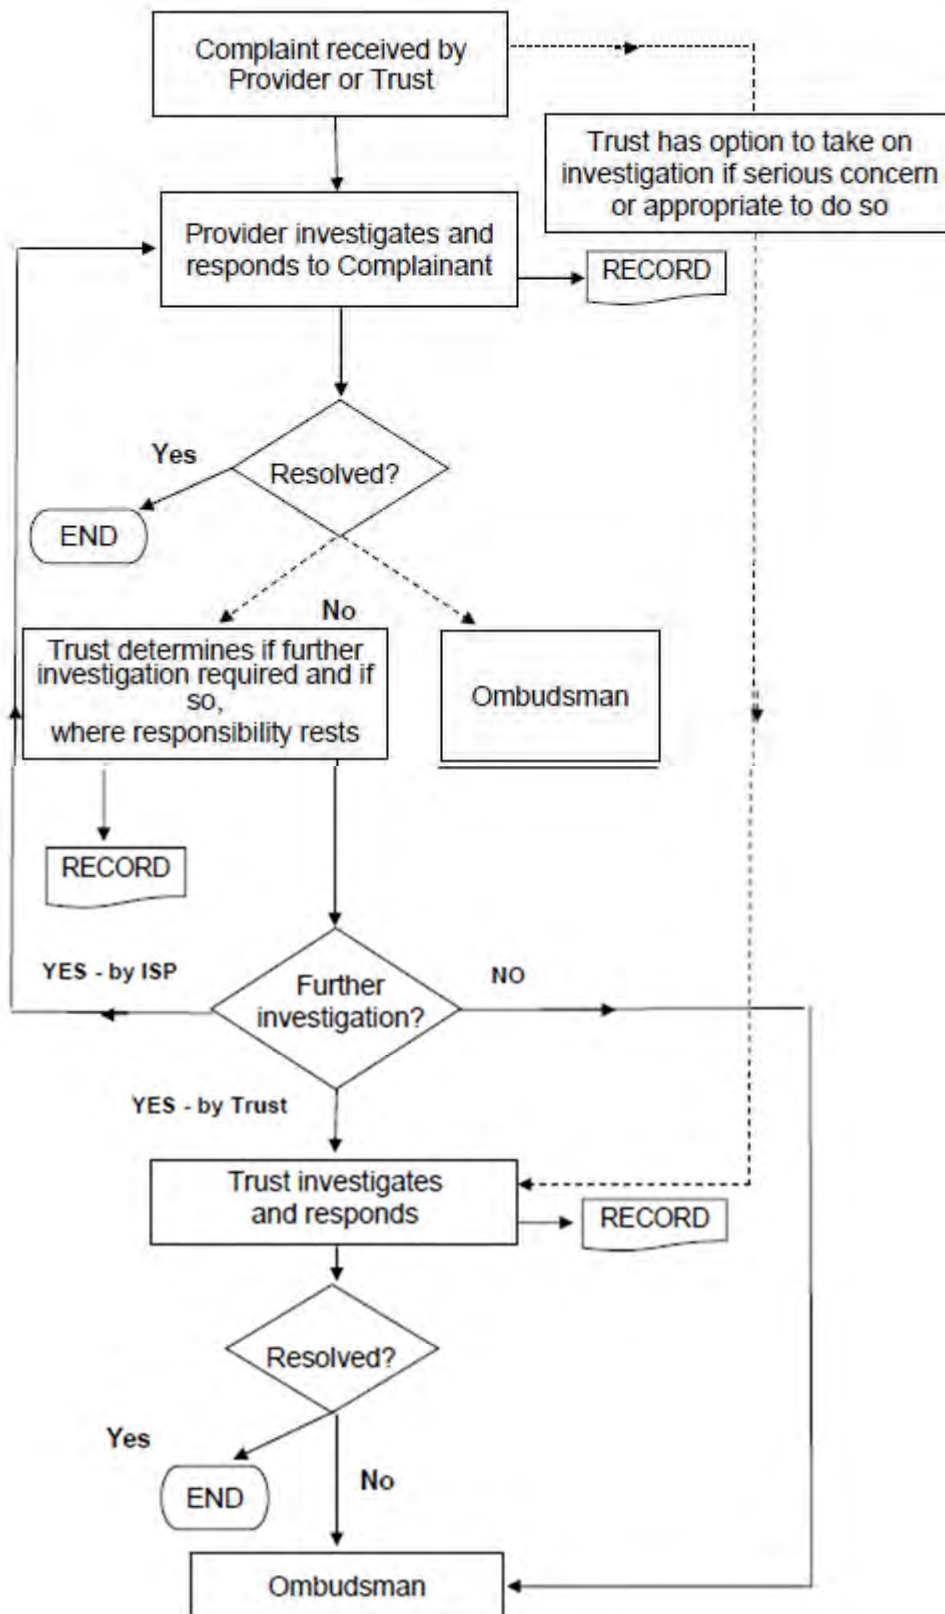 Complaint received by
Provider or Trust
Trust has option to take on
investigation if serious concern
or appropriate to do so
Provider investigates and
responds to Complainant
RECORD
Yes
Resolved?
END
No
Trust determines if further
investigation required and if
so,
where responsibility rests
Ombudsman
RECORD
YES - by ISP
Further
investigation?
NO
YES - by Trust
Trust investigates
and responds
RECORD
Resolved?
Yes
No
END
Ombudsman